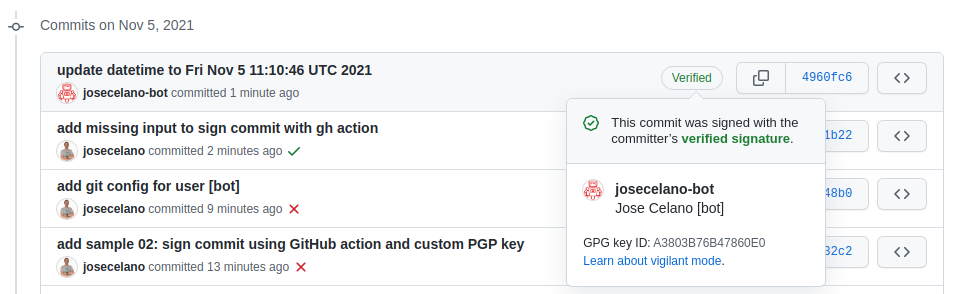 Commits on Nov 5, 2021
update datetime to Fri Nov 5 11:10:46 UTC 2021
josecelano-bot committed 1 minute ago
Verified
4960fc6
This commit was signed with the
committer's verified signature.
josecelano-bot
Jose Celano [bot]
GPG key ID: A3803B76B47860E0
Learn about vigilant mode.
add missing input to sign commit with gh action
josecelano committed 2 minutes ago
1b22
add git config for user [bot]
josecelano committed 9 minutes ago
48b0
add sample 02: sign commit using GitHub action and custom PGP key
josecelano committed 13 minutes ago
32c2